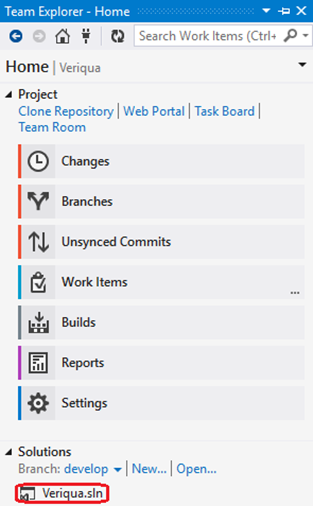 Team Explorer - Home
Search Work Items (Ctrl+
Home | Veriqua
Project
Clone Repository | Web Portal | Task Board |
Team Room
Changes
Branches
Unsynced Commits
Work Items
...
Builds
Reports
Settings
Solutions
Branch: develop | New... | Open...
Veriqua.sln